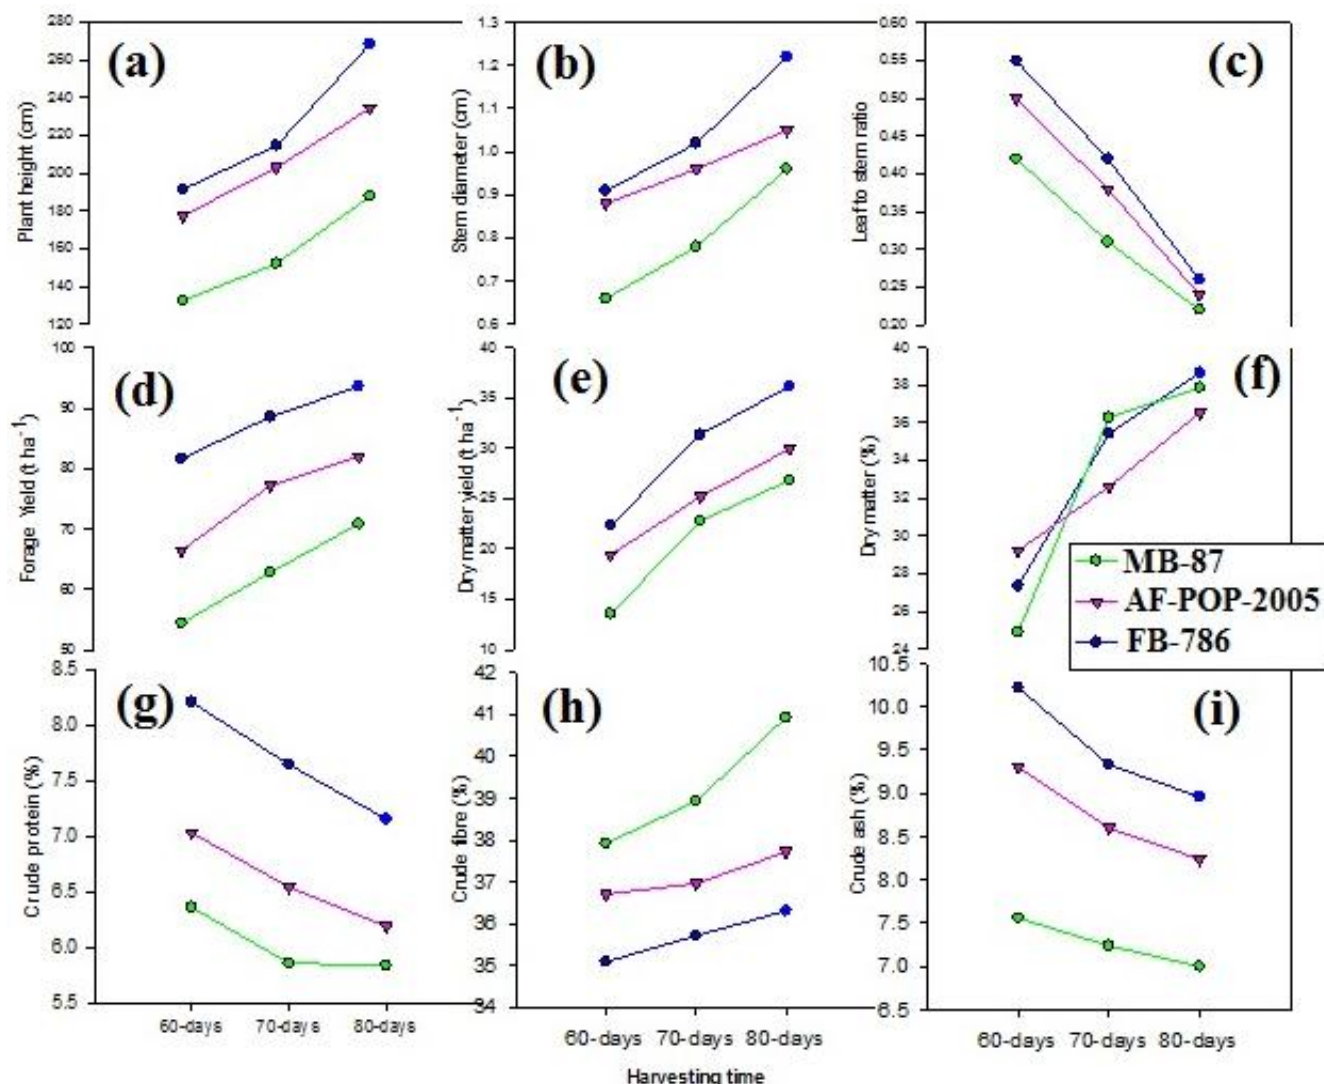 (a)
Plant height (cm)
280
260
240
220
200
180
160
140
120
(b)
Stem diameter (cm)
1.3
1.2
1.1
1.0
0.9
0.8
0.7
0.6
(c)
Leaf to stem ratio
0.60
0.55
0.50
0.45
0.40
0.35
0.30
0.25
0.20
(d)
Forage Yield (t ha-1)
100
90
80
70
60
50
(e)
Dry matter yield (t ha-1)
40
35
30
25
20
15
10
(f)
Dry matter (%)
40
38
36
34
32
30
28
26
24
MB-87
AF-POP-2005
FB-786
(g)
Crude protein (%)
8.5
8.0
7.5
7.0
6.5
6.0
5.5
60-days 70-days 80-days
(h)
Crude fibre (%)
42
41
40
39
38
37
36
35
34
60-days 70-days 80-days
(i)
Crude ash (%)
10.5
10.0
9.5
9.0
8.5
8.0
7.5
7.0
6.5
60-days 70-days 80-days
Harvesting time